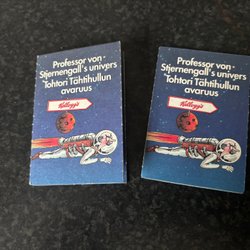 Professor von
Stjernengall's univers
Tohtori Tähtihullun
avaruus
Kellogg's
Professor von
Stjernengall's univers
Tohtori Tähtihullun
avaruus
Kellogg's